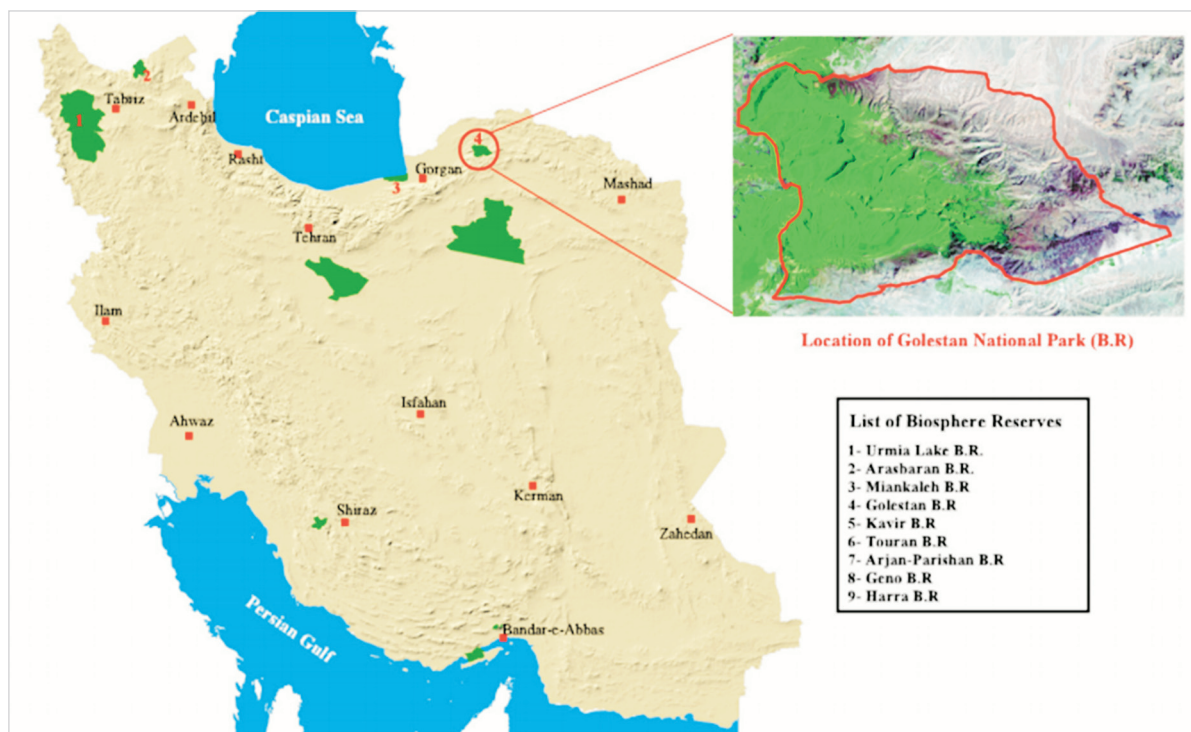 2
Tabriz
1
Ardebil
Caspian Sea
Rasht
4
Gorgan
3
Mashad
Tehran
Ilam
Isfahan
Ahwaz
Kerman
Shiraz
Zahedan
Persian Gulf
Bandar-e-Abbas
Location of Golestan National Park (B.R)
List of Biosphere Reserves
1- Urmia Lake B.R.
2- Arasbaran B.R.
3- Miankaleh B.R
4- Golestan B.R
5- Kavir B.R
6- Touran B.R
7- Arjan-Parishan B.R
8- Geno B.R
9- Harra B.R